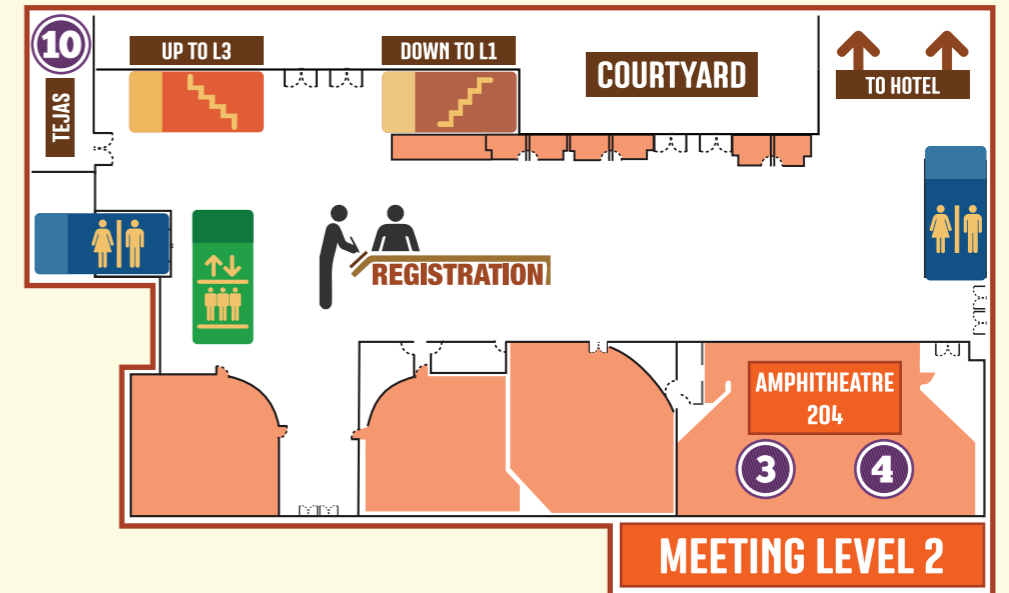 10
TEJAS
UP TO L3
DOWN TO L1
COURTYARD
TO HOTEL
REGISTRATION
AMPHITHEATRE
204
3
4
MEETING LEVEL 2